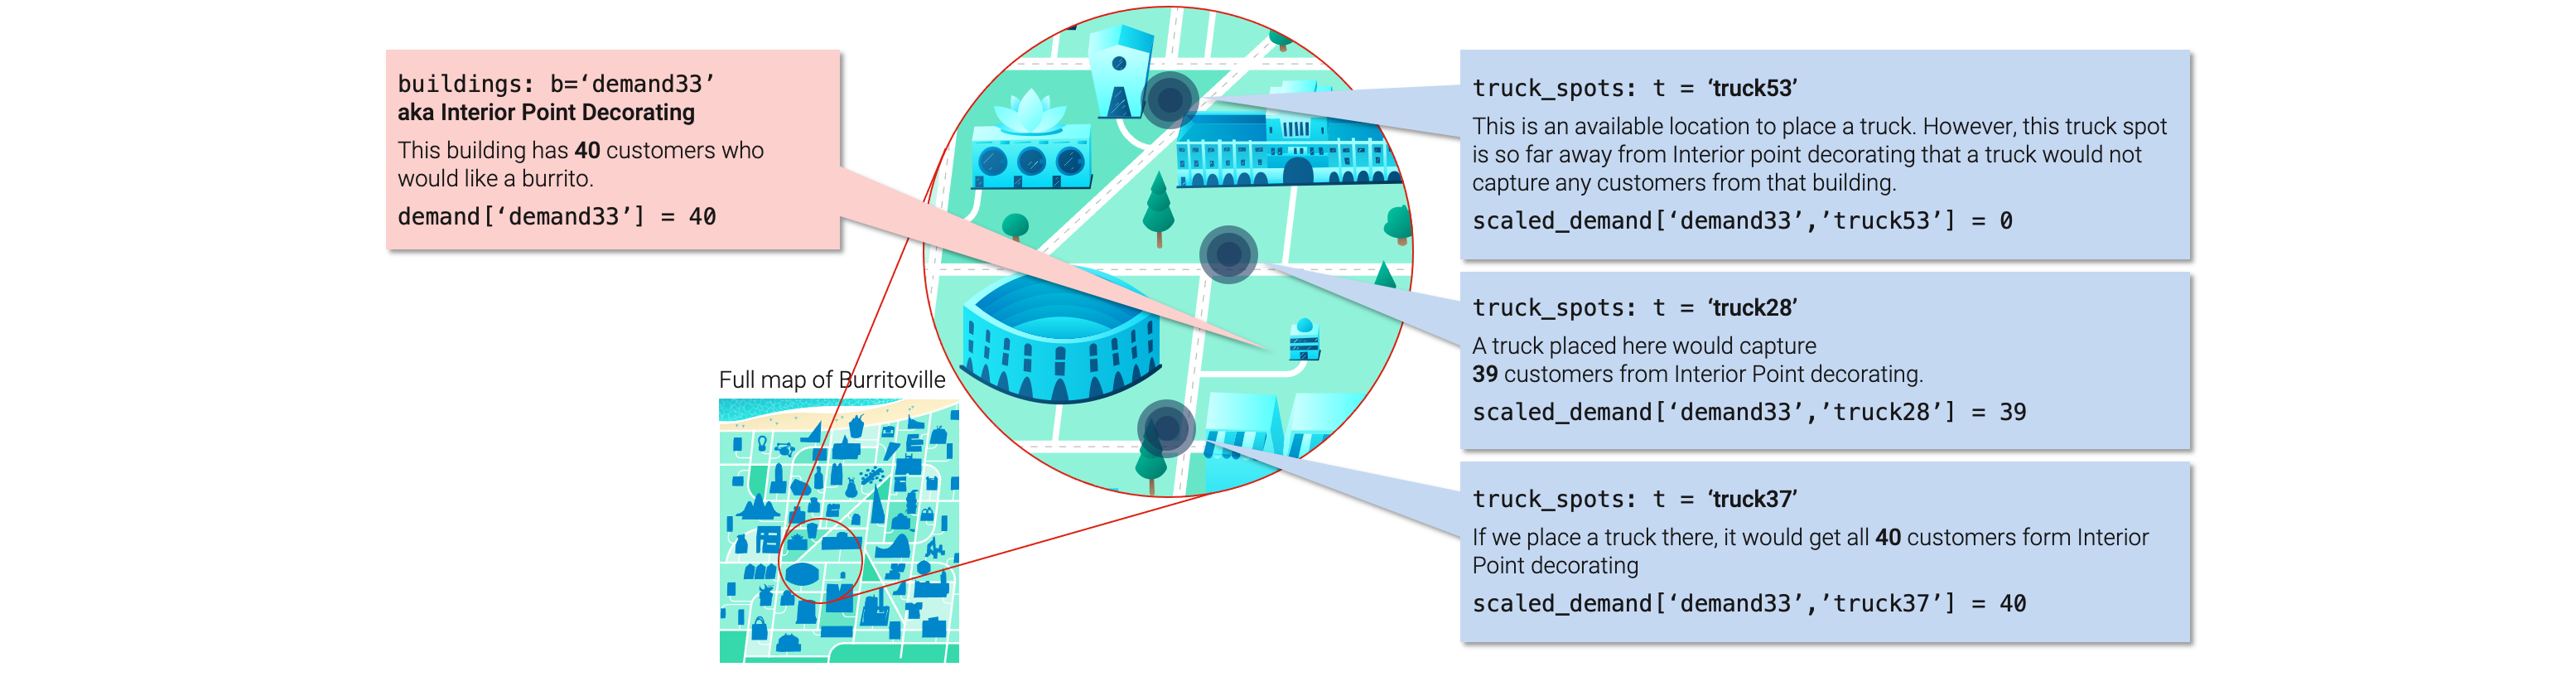 buildings: b=‘demand33’
aka Interior Point Decorating
This building has 40 customers who
would like a burrito.
demand[‘demand33’] = 40
Full map of Burritoville
truck_spots: t = ‘truck53’
This is an available location to place a truck. However, this truck spot
is so far away from Interior point decorating that a truck would not
capture any customers from that building.
scaled_demand[‘demand33’,’truck53’] = 0
truck_spots: t = ‘truck28’
A truck placed here would capture
39 customers from Interior Point decorating.
scaled_demand[‘demand33’,’truck28’] = 39
truck_spots: t = ‘truck37’
If we place a truck there, it would get all 40 customers form Interior
Point decorating
scaled_demand[‘demand33’,’truck37’] = 40